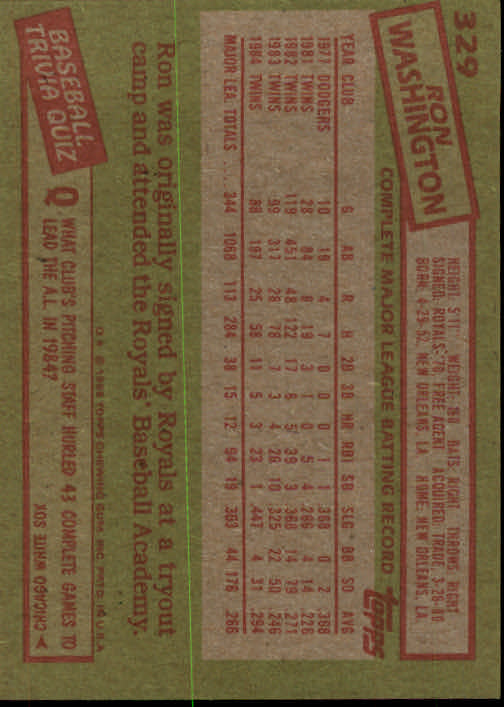 329
RON
WASHINGTON
HEIGHT: 5'11" WEIGHT: 160 BATS: RIGHT THROWS: RIGHT
SIGNED: ROYALS '70, FREE AGENT ACQUIRED: TRADE, 3-28-80
BORN: 4-29-52, NEW ORLEANS, LA HOME: NEW ORLEANS, LA
COMPLETE MAJOR LEAGUE BATTING RECORD
topps
YEAR CLUB G AB R H 2B 3B HR RBI SB SLG BB SO AVG
1977 DODGERS 10 19 4 7 0 0 0 1 1 .368 0 2 .368
1981 TWINS 28 84 8 19 3 1 0 5 4 .286 4 14 .226
1982 TWINS 119 451 48 122 17 6 5 39 3 .368 14 79 .271
1983 TWINS 99 317 28 78 7 3 4 26 10 .325 22 50 .246
1984 TWINS 88 197 25 58 11 5 3 23 1 .447 4 31 .294
MAJOR LEA. TOTALS ... 344 1068 113 284 38 15 12 94 19 .363 44 176 .266
Ron was originally signed by Royals at a tryout
camp and attended the Royals' Baseball Academy.
© 1985 TOPPS CHEWING GUM, INC. PRTD. IN U.S.A.
BASEBALL
TRIVIA QUIZ
Q WHAT CLUB'S PITCHING STAFF HURLED 43 COMPLETE GAMES TO
LEAD THE A.L. IN 1984?
CHICAGO WHITE SOX